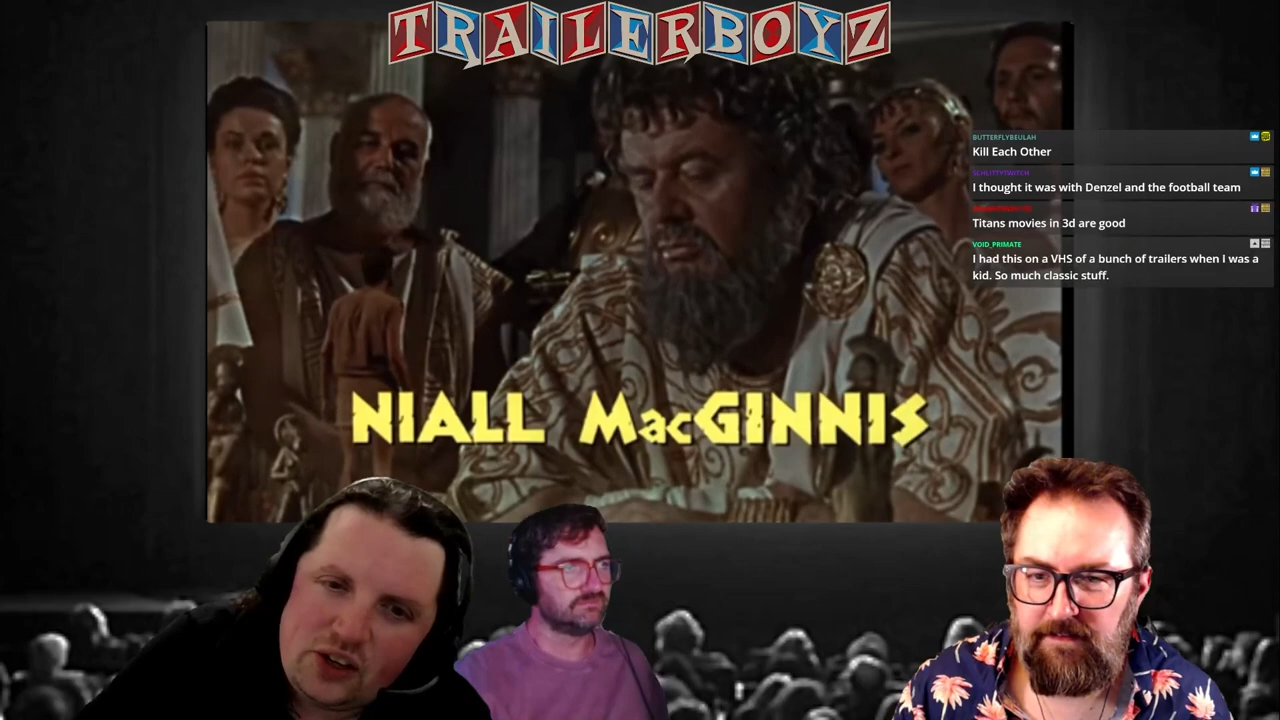 TRAILERBOYZ
BUTTERFLYBEULAH
Kill Each Other
SCHLITTYTWITCH
I thought it was with Denzel and the football team
Titans movies in 3d are good
VOID_PRIMATE
I had this on a VHS of a bunch of trailers when I was a
kid. So much classic stuff.
NIALL MacGINNIS